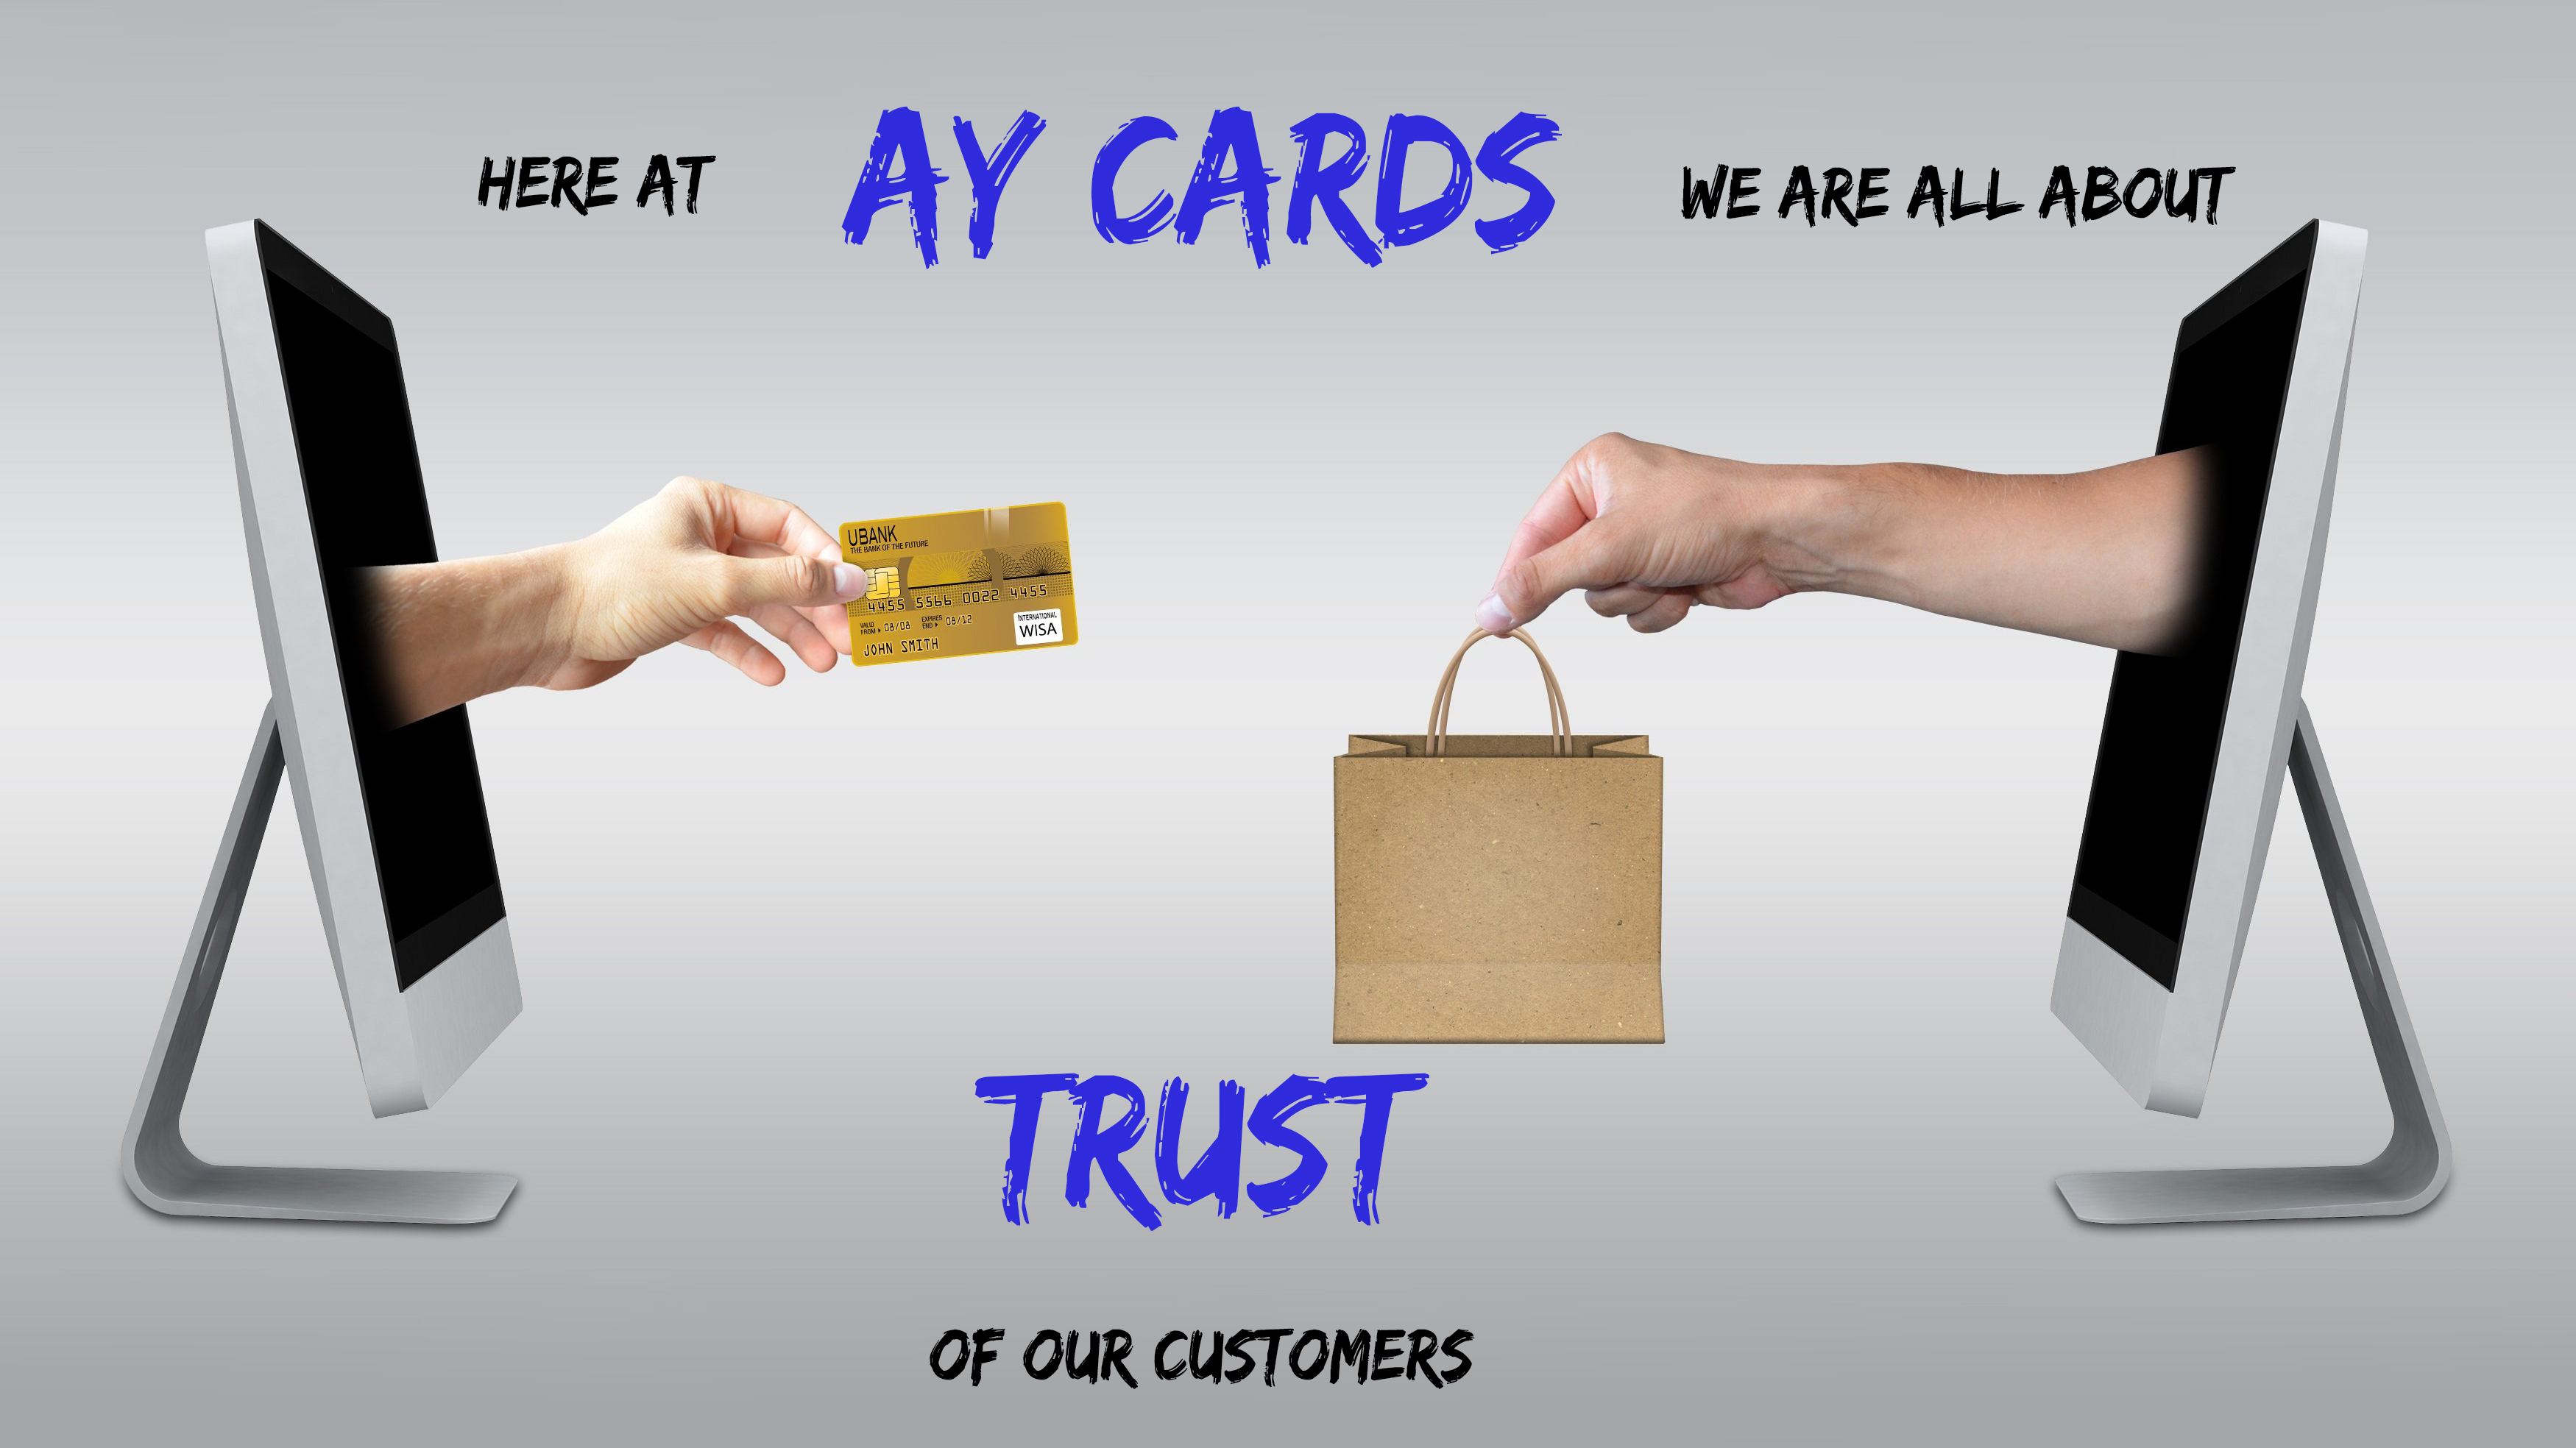 HERE AT
AY CARDS
WE ARE ALL ABOUT
UBANK
THE BANK OF THE FUTURE
4455 5566 0022 4455
VALID FROM 08/08 EXPIRES END 08/12
JOHN SMITH
INTERNATIONAL
WISA
TRUST
OF OUR CUSTOMERS